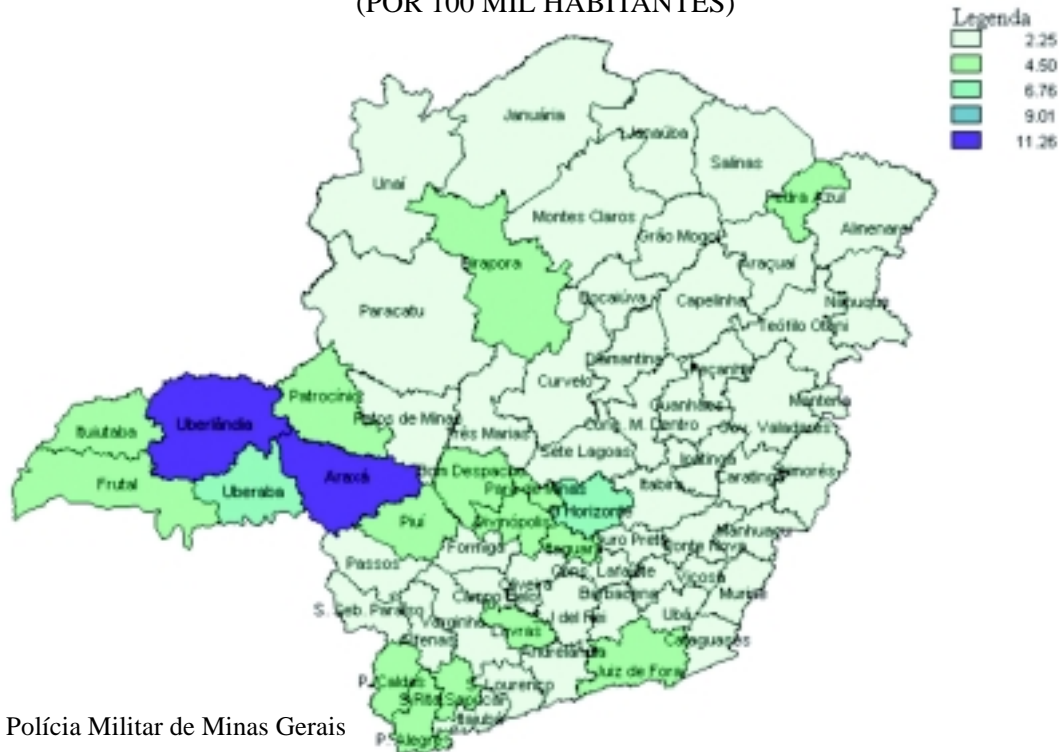 (POR 100 MIL HABITANTES)
Legenda
2.25
4.50
6.76
9.01
11.26
Januária
Janaúba
Salinas
Unaí
Pedra Azul
Montes Claros
Almenara
Grão Mogol
Pirapora
Araçuaí
Paracatu
Bocaiúva
Capelinha
Nanuque
Teófilo Otoni
Diamantina
Peçanha
Curvelo
Patrocínio
Guanhães
Mantena
Uberlândia
Patos de Minas
Três Marias
Conc. M. Dentro
Gov. Valadares
Ituiutaba
Sete Lagoas
Ipatinga
Bom Despacho
Caratinga
Aimorés
Frutal
Uberaba
Araxá
Pará de Minas
Itabira
Horizonte
Piuí
Divinópolis
Manhuaçu
Formiga
Itaguara
Ouro Preto
Ponte Nova
Passos
Cons. Lafaiete
Viçosa
Oliveira
Campo Belo
Barbacena
Muriaé
S. Seb. Paraíso
Varginha
J del Rei
Ubá
Lavras
Alfenas
Cataguases
Andrelândia
Juiz de Fora
P. Caldas
S. Lourenço
S Rita Sapucaí
Itajubá
P. Alegre
Polícia Militar de Minas Gerais